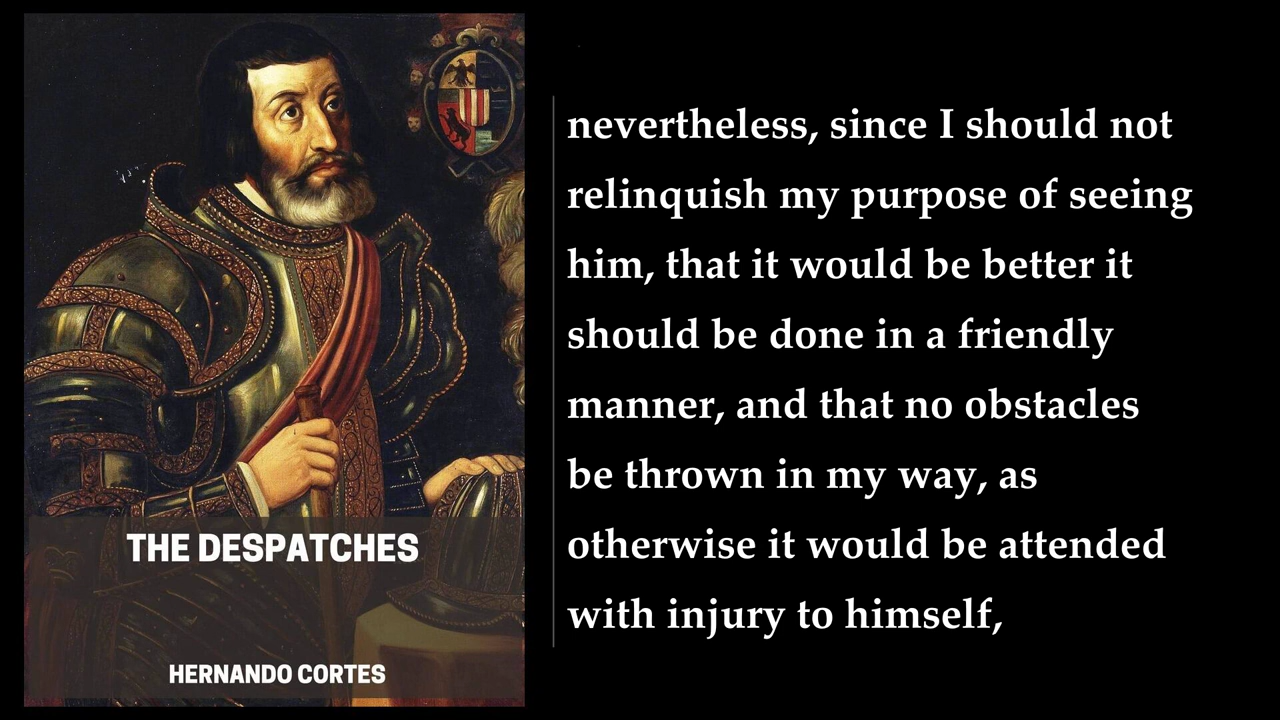 THE DESPATCHES
HERNANDO CORTES
nevertheless, since I should not
relinquish my purpose of seeing
him, that it would be better it
should be done in a friendly
manner, and that no obstacles
be thrown in my way, as
otherwise it would be attended
with injury to himself,